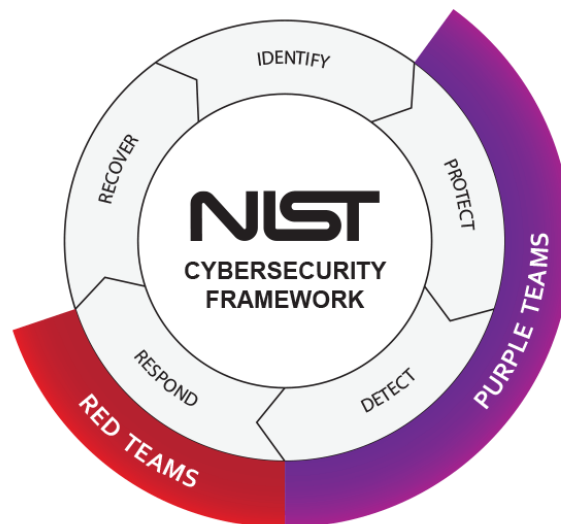 IDENTIFY
PROTECT
DETECT
RESPOND
RECOVER
NIST
CYBERSECURITY
FRAMEWORK
PURPLE TEAMS
RED TEAMS